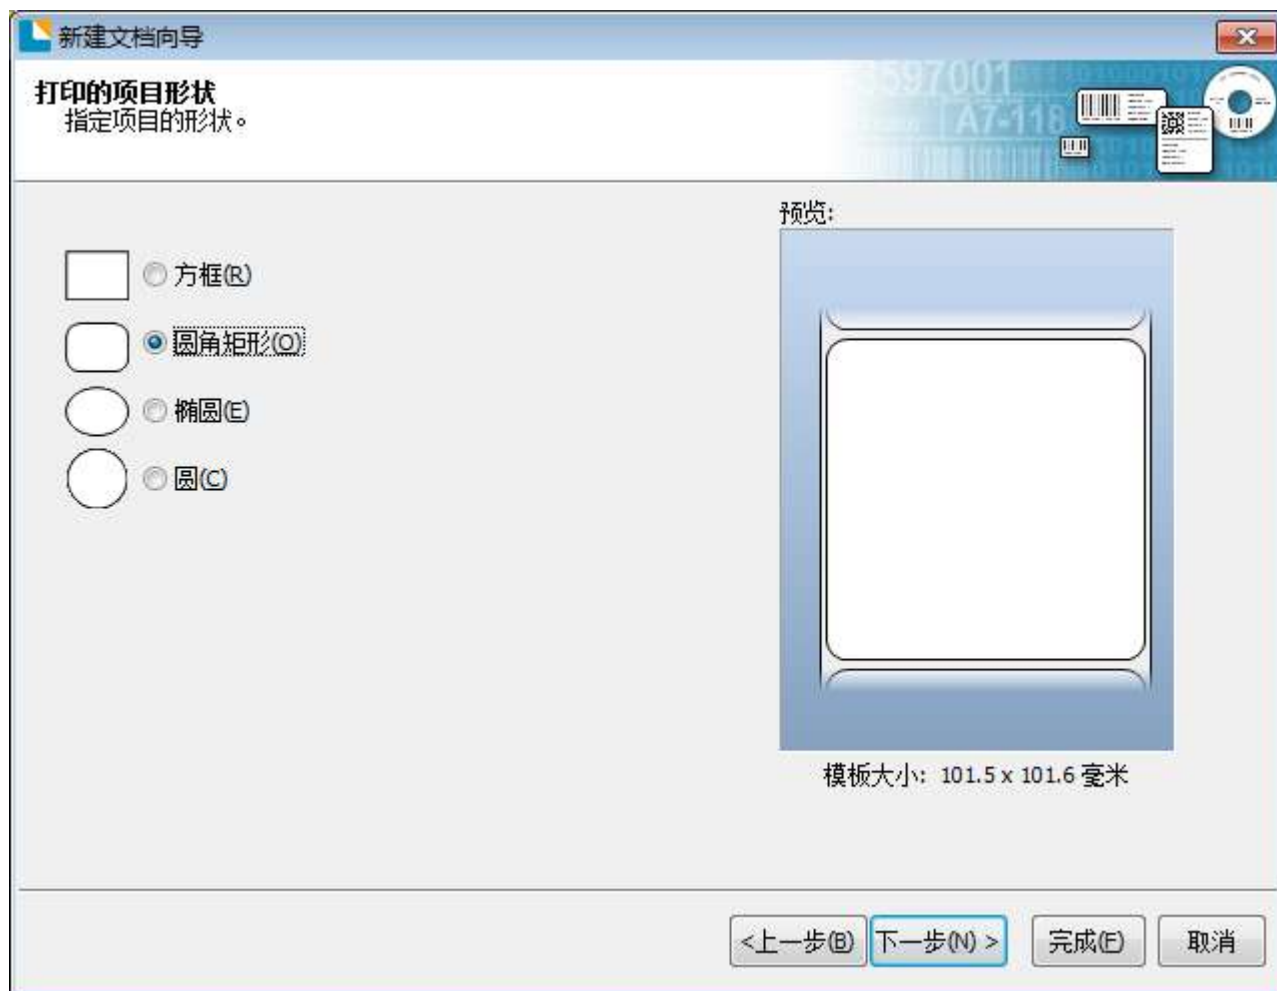 新建文档向导
打印的项目形状
指定项目的形状。
3597001
A7-118
预览:
方框(R)
圆角矩形(O)
椭圆(E)
圆(C)
模板大小: 101.5 x 101.6 毫米
<上一步(B)
下一步(N) >
完成(F)
取消